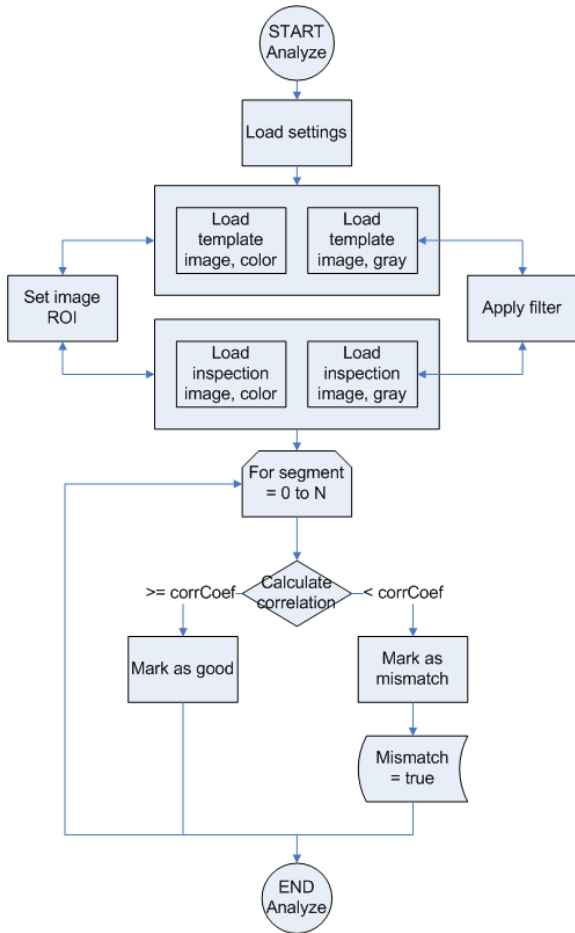 START
Analyze
Load settings
Load
template
image, color
Load
template
image, gray
Set image
ROI
Apply filter
Load
inspection
image, color
Load
inspection
image, gray
For segment
= 0 to N
Calculate
correlation
>= corrCoef
< corrCoef
Mark as good
Mark as
mismatch
Mismatch
= true
END
Analyze